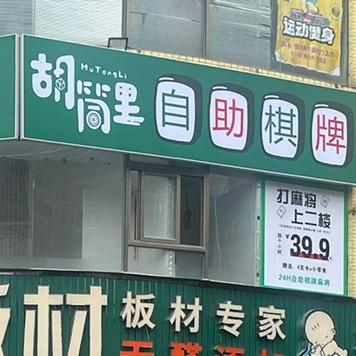 运动健身
HuTongLi
胡筒里 自助棋牌
打麻将
上二楼
39.9
24H自助棋牌麻将
板材专家